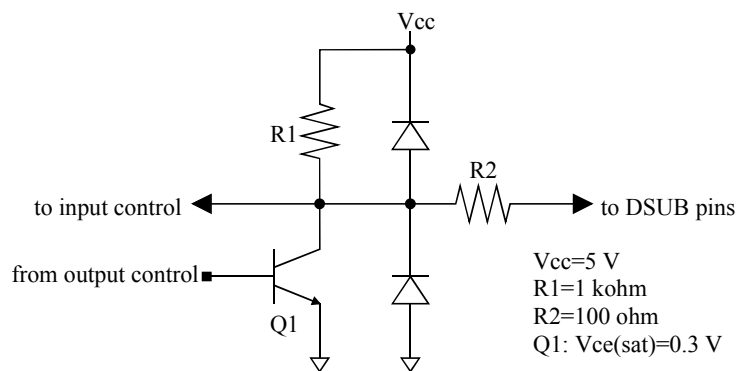 Vcc
R1
R2
to input control
to DSUB pins
from output control
Q1
Vcc=5 V
R1=1 kohm
R2=100 ohm
Q1: Vce(sat)=0.3 V